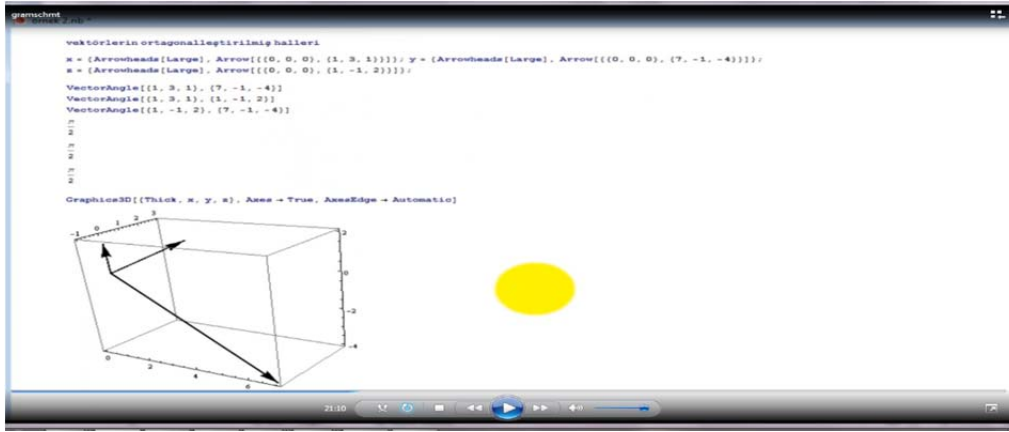 gramschmt
vektörlerin ortagonalleştirilmiş halleri
x = {Arrowheads[Large], Arrow[{{0, 0, 0}, {1, 3, 1}}]}; y = {Arrowheads[Large], Arrow[{{0, 0, 0}, {7, -1, -4}}]};
z = {Arrowheads[Large], Arrow[{{0, 0, 0}, {1, -1, 2}}]};
VectorAngle[{1, 3, 1}, {7, -1, -4}]
VectorAngle[{1, 3, 1}, {1, -1, 2}]
VectorAngle[{1, -1, 2}, {7, -1, -4}]
π
2
π
2
π
2
Graphics3D[{Thick, x, y, z}, Axes → True, AxesEdge → Automatic]
-1 0 1 2 3
2
0
-2
-4
0 2 4 6
21:10